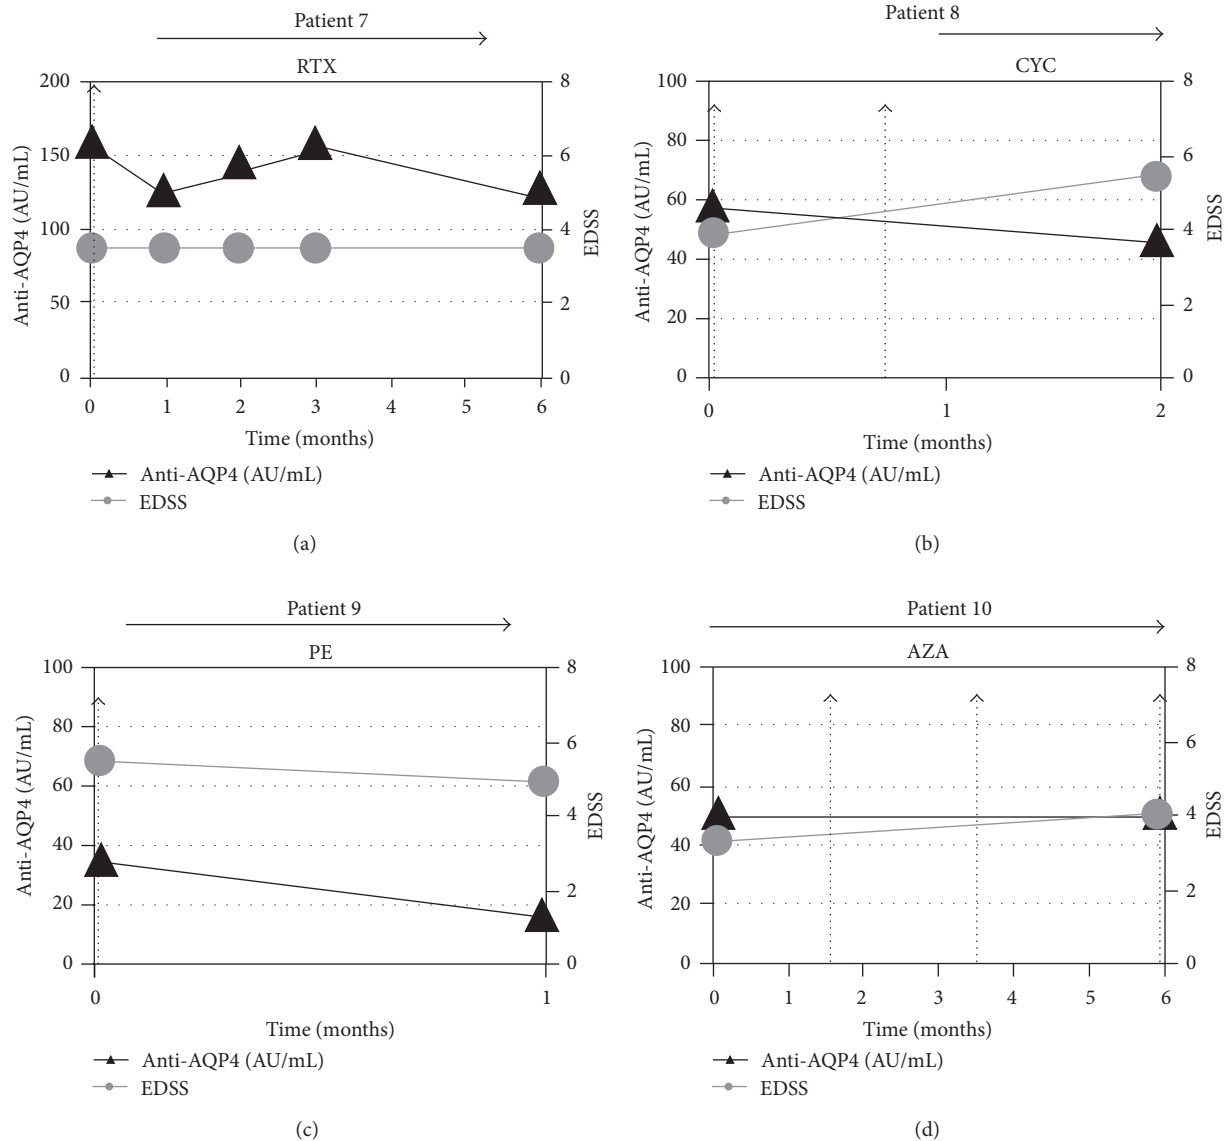 Patient 7
RTX
200
150
100
50
0
8
6
4
2
0
Anti-AQP4 (AU/mL)
EDSS
0 1 2 3 4 5 6
Time (months)
Anti-AQP4 (AU/mL)
EDSS
(a)
Patient 8
CYC
100
80
60
40
20
0
8
6
4
2
0
Anti-AQP4 (AU/mL)
EDSS
0 1 2
Time (months)
Anti-AQP4 (AU/mL)
EDSS
(b)
Patient 9
PE
100
80
60
40
20
0
8
6
4
2
0
Anti-AQP4 (AU/mL)
EDSS
0 1
Time (months)
Anti-AQP4 (AU/mL)
EDSS
(c)
Patient 10
AZA
100
80
60
40
20
0
8
6
4
2
0
Anti-AQP4 (AU/mL)
EDSS
0 1 2 3 4 5 6
Time (months)
Anti-AQP4 (AU/mL)
EDSS
(d)